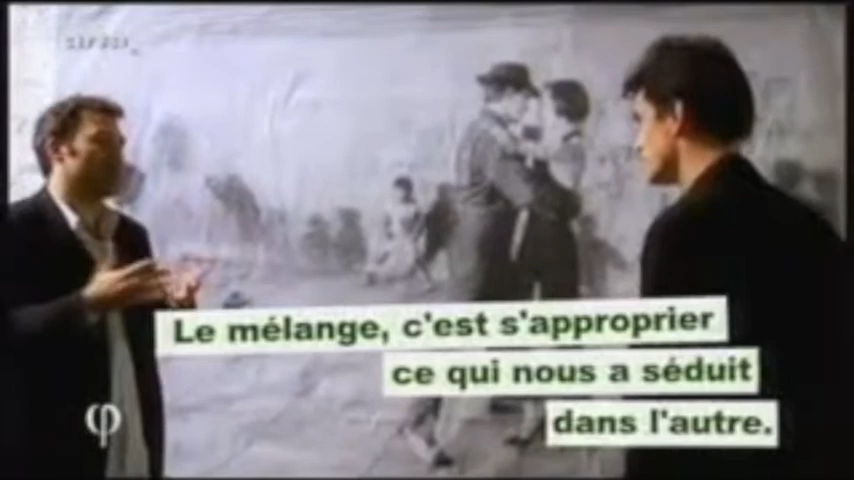 Le mélange, c'est s'approprier
ce qui nous a séduit
dans l'autre.
φ